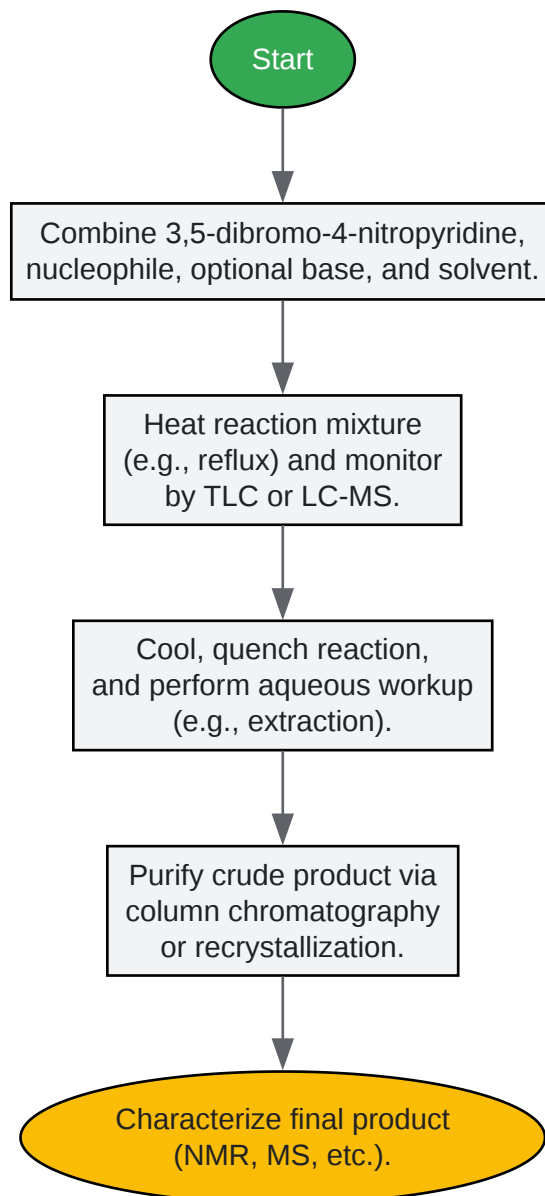 Start
Combine 3,5-dibromo-4-nitropyridine,
nucleophile, optional base, and solvent.
Heat reaction mixture
(e.g., reflux) and monitor
by TLC or LC-MS.
Cool, quench reaction,
and perform aqueous workup
(e.g., extraction).
Purify crude product via
column chromatography
or recrystallization.
Characterize final product
(NMR, MS, etc.).